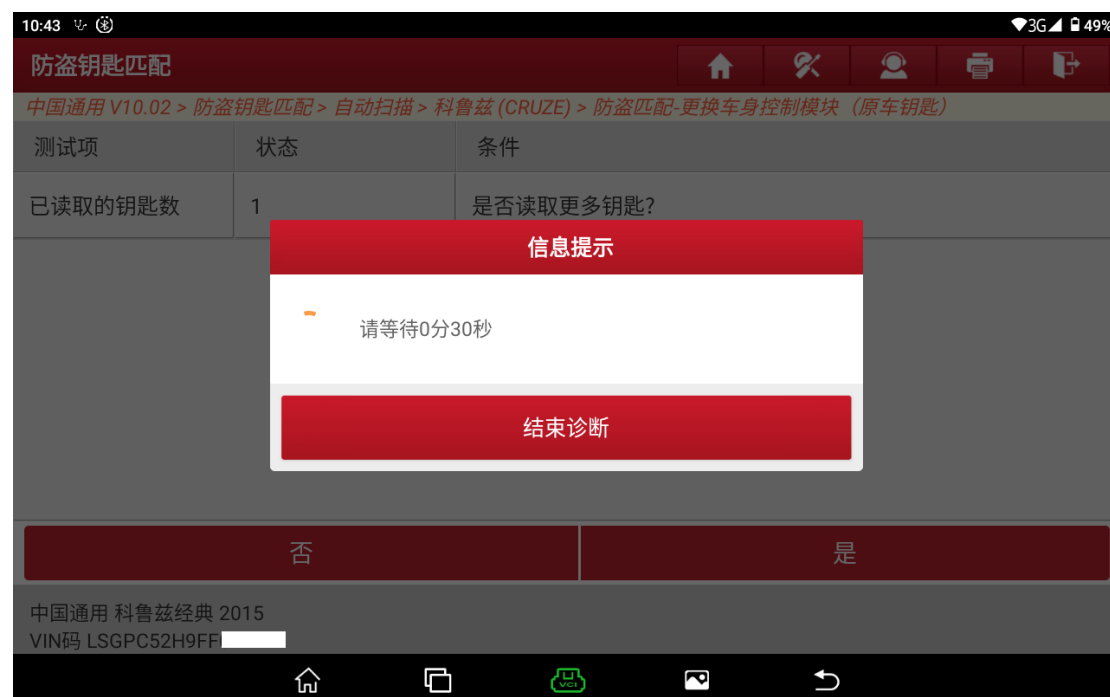 10:43 3G 49%
防盗钥匙匹配
中国通用 V10.02 > 防盗钥匙匹配 > 自动扫描 > 科鲁兹 (CRUZE) > 防盗匹配-更换车身控制模块（原车钥匙）
测试项 状态 条件
已读取的钥匙数 1 是否读取更多钥匙?
信息提示
请等待0分30秒
结束诊断
否 是
中国通用 科鲁兹经典 2015
VIN码 LSGPC52H9FF
VCI